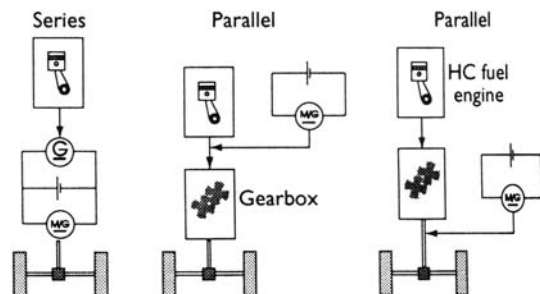 Series
Parallel
Parallel
HC fuel
engine
G
M/G
M/G
Gearbox
M/G